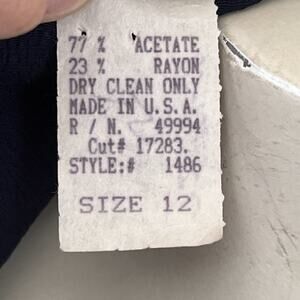 77 % ACETATE
23 % RAYON
DRY CLEAN ONLY
MADE IN U.S.A.
R / N. 49994
Cut# 17283.
STYLE:# 1486
SIZE 12